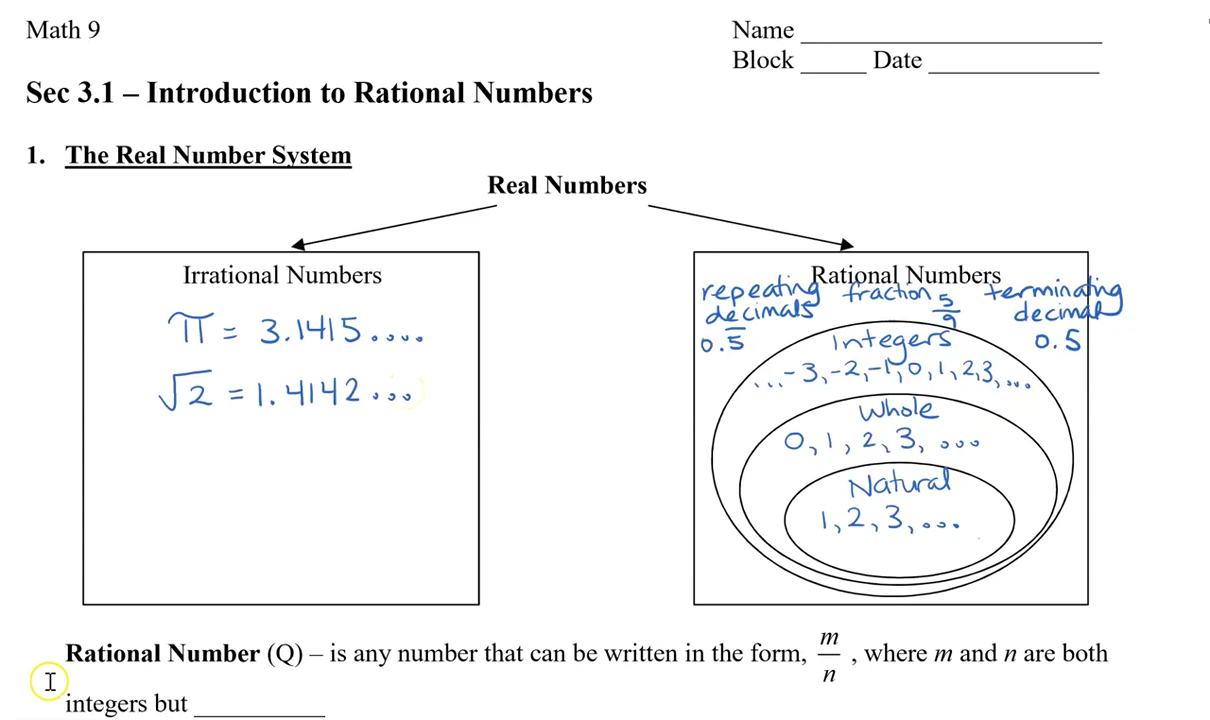 Math 9
Name
Block Date
Sec 3.1 – Introduction to Rational Numbers
1. The Real Number System
Real Numbers
Irrational Numbers
π = 3.1415....
√2 = 1.4142...
Rational Numbers
repeating decimals
0.5̅
fraction 5/9
terminating decimal
0.5
Integers
...-3,-2,-1,0,1,2,3,...
Whole
0,1,2,3,...
Natural
1,2,3,...
Rational Number (Q) – is any number that can be written in the form, m/n , where m and n are both
integers but